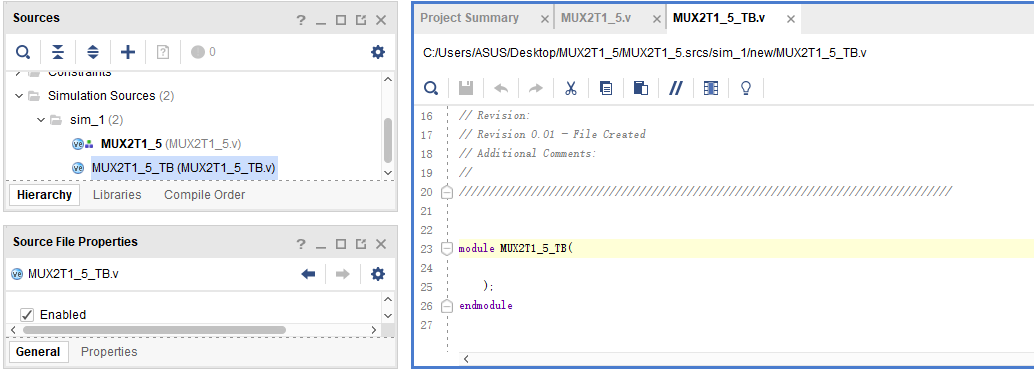 Sources
0
Constraints
Simulation Sources (2)
sim_1 (2)
MUX2T1_5 (MUX2T1_5.v)
MUX2T1_5_TB (MUX2T1_5_TB.v)
Hierarchy Libraries Compile Order
Source File Properties
MUX2T1_5_TB.v
Enabled
General Properties
Project Summary MUX2T1_5.v MUX2T1_5_TB.v
C:/Users/ASUS/Desktop/MUX2T1_5/MUX2T1_5.srcs/sim_1/new/MUX2T1_5_TB.v
16 // Revision:
17 // Revision 0.01 - File Created
18 // Additional Comments:
19 //
20 //////////////////////////////////////////////////////////////////////////////////
21
22
23 module MUX2T1_5_TB(
24
25 );
26 endmodule
27